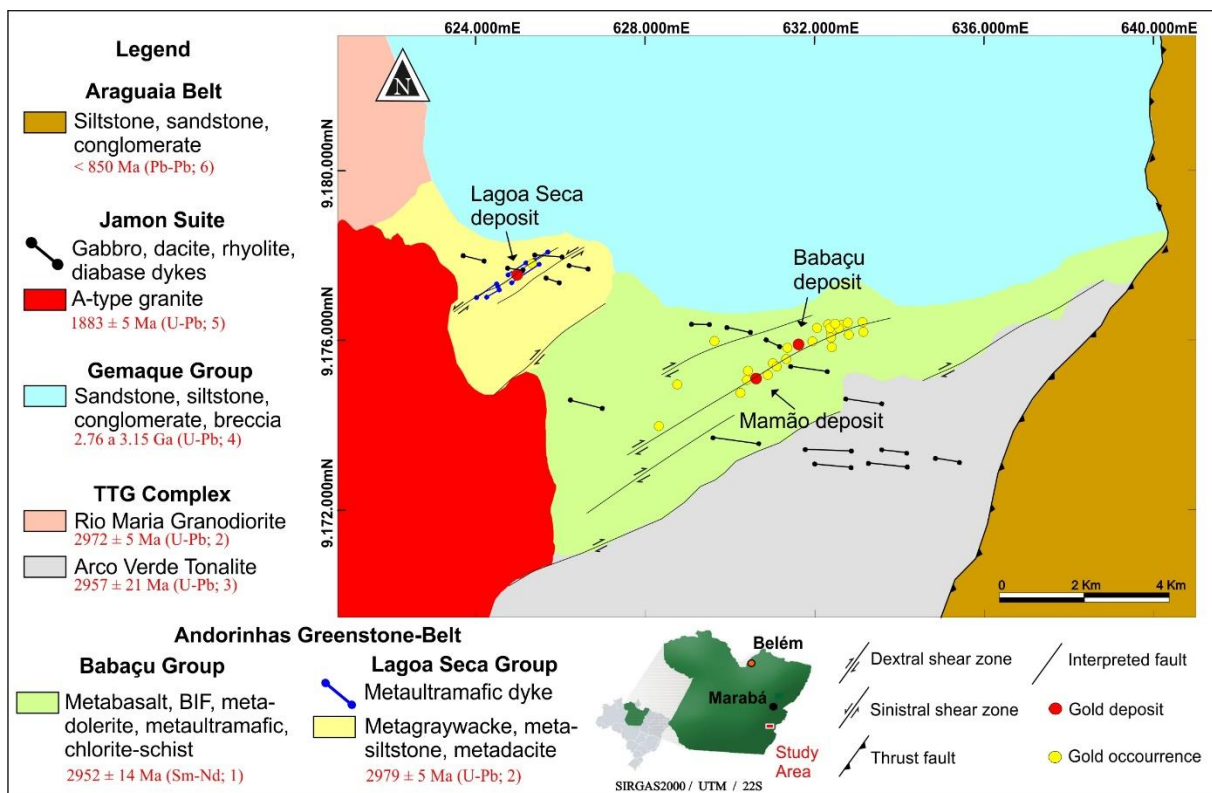 Legend
Araguaia Belt
Siltstone, sandstone,
conglomerate
< 850 Ma (Pb-Pb; 6)
Jamon Suite
Gabbro, dacite, rhyolite,
diabase dykes
A-type granite
1883 ± 5 Ma (U-Pb; 5)
Gemaque Group
Sandstone, siltstone,
conglomerate, breccia
2.76 a 3.15 Ga (U-Pb; 4)
TTG Complex
Rio Maria Granodiorite
2972 ± 5 Ma (U-Pb; 2)
Arco Verde Tonalite
2957 ± 21 Ma (U-Pb; 3)
Andorinhas Greenstone-Belt
Babaçu Group
Metabasalt, BIF, meta-
dolerite, metaultramafic,
chlorite-schist
2952 ± 14 Ma (Sm-Nd; 1)
Lagoa Seca Group
Metaultramafic dyke
Metagraywacke, meta-
siltstone, metadacite
2979 ± 5 Ma (U-Pb; 2)
624.000mE
628.000mE
632.000mE
636.000mE
640.000mE
9.180.000mN
9.176.000mN
9.172.000mN
N
Lagoa Seca
deposit
Babaçu
deposit
Mamão deposit
0 2 Km 4 Km
Belém
Marabá
Study
Area
SIRGAS2000 / UTM / 22S
Dextral shear zone
Sinistral shear zone
Thrust fault
Interpreted fault
Gold deposit
Gold occurrence